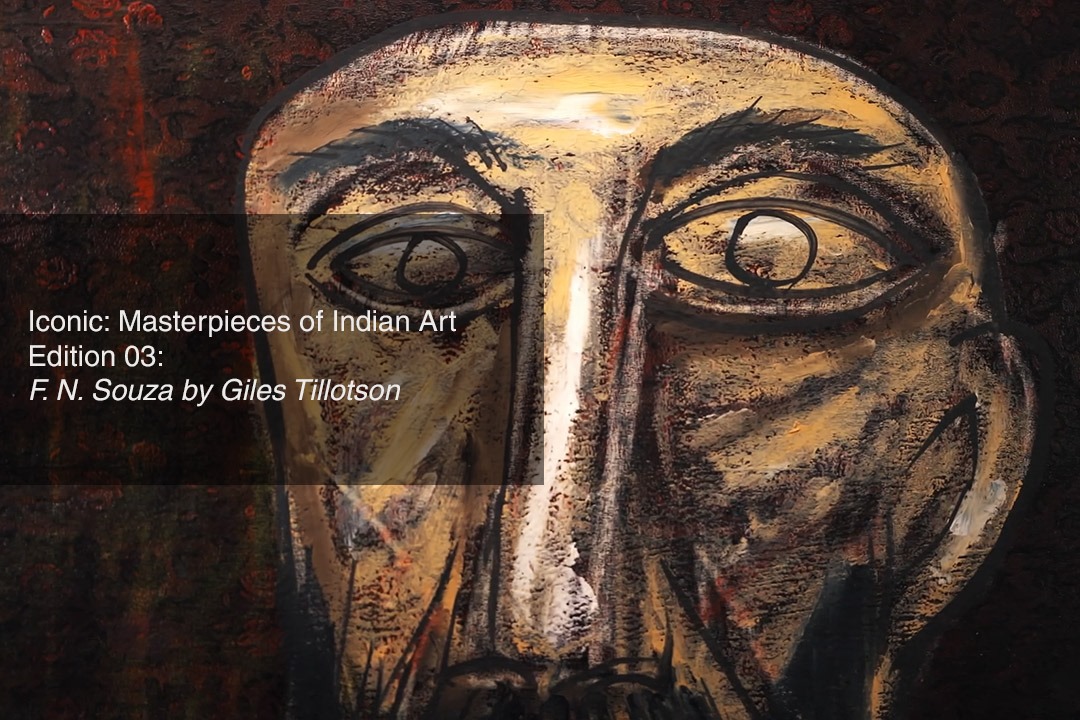 Iconic: Masterpieces of Indian Art
Edition 03:
F. N. Souza by Giles Tillotson